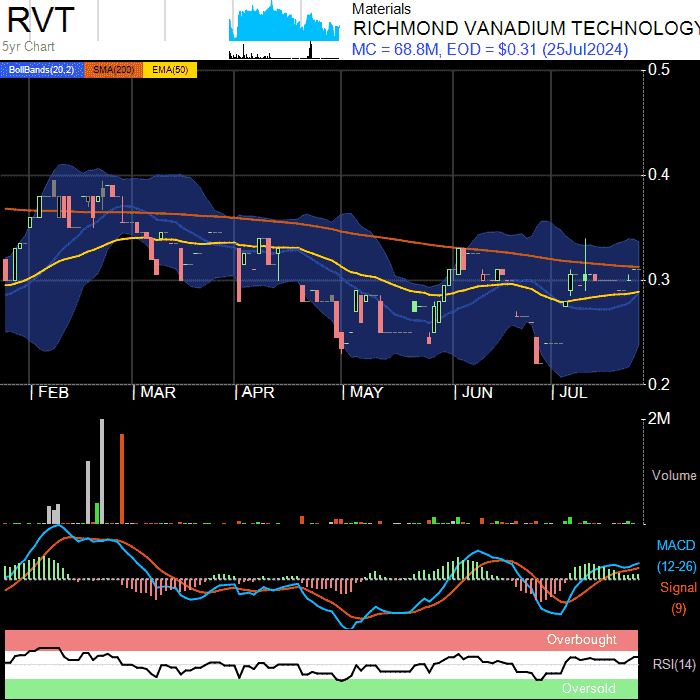 RVT
5yr Chart
Materials
RICHMOND VANADIUM TECHNOLOGY
MC = 68.8M, EOD = $0.31 (25Jul2024)
BollBands(20,2) SMA(200) EMA(50)
0.5
0.4
0.3
0.2
FEB MAR APR MAY JUN JUL
2M
Volume
MACD
(12-26)
Signal
(9)
Overbought
RSI(14)
Oversold